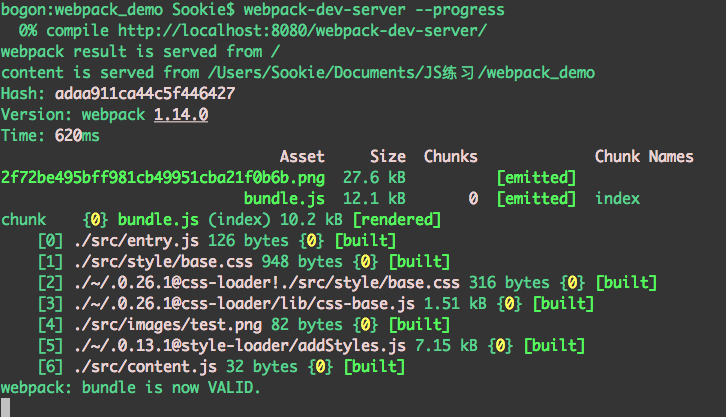 bogon:webpack_demo Sookie$ webpack-dev-server --progress
  0% compile http://localhost:8080/webpack-dev-server/
webpack result is served from /
content is served from /Users/Sookie/Documents/JS练习/webpack_demo
Hash: adaa911ca44c5f446427
Version: webpack 1.14.0
Time: 620ms
                               Asset     Size  Chunks             Chunk Names
2f72be495bff981cb49951cba21f0b6b.png  27.6 kB          [emitted]
                           bundle.js  12.1 kB       0  [emitted]  index
chunk    {0} bundle.js (index) 10.2 kB [rendered]
    [0] ./src/entry.js 126 bytes {0} [built]
    [1] ./src/style/base.css 948 bytes {0} [built]
    [2] ./~/.0.26.1@css-loader!./src/style/base.css 316 bytes {0} [built]
    [3] ./~/.0.26.1@css-loader/lib/css-base.js 1.51 kB {0} [built]
    [4] ./src/images/test.png 82 bytes {0} [built]
    [5] ./~/.0.13.1@style-loader/addStyles.js 7.15 kB {0} [built]
    [6] ./src/content.js 32 bytes {0} [built]
webpack: bundle is now VALID.